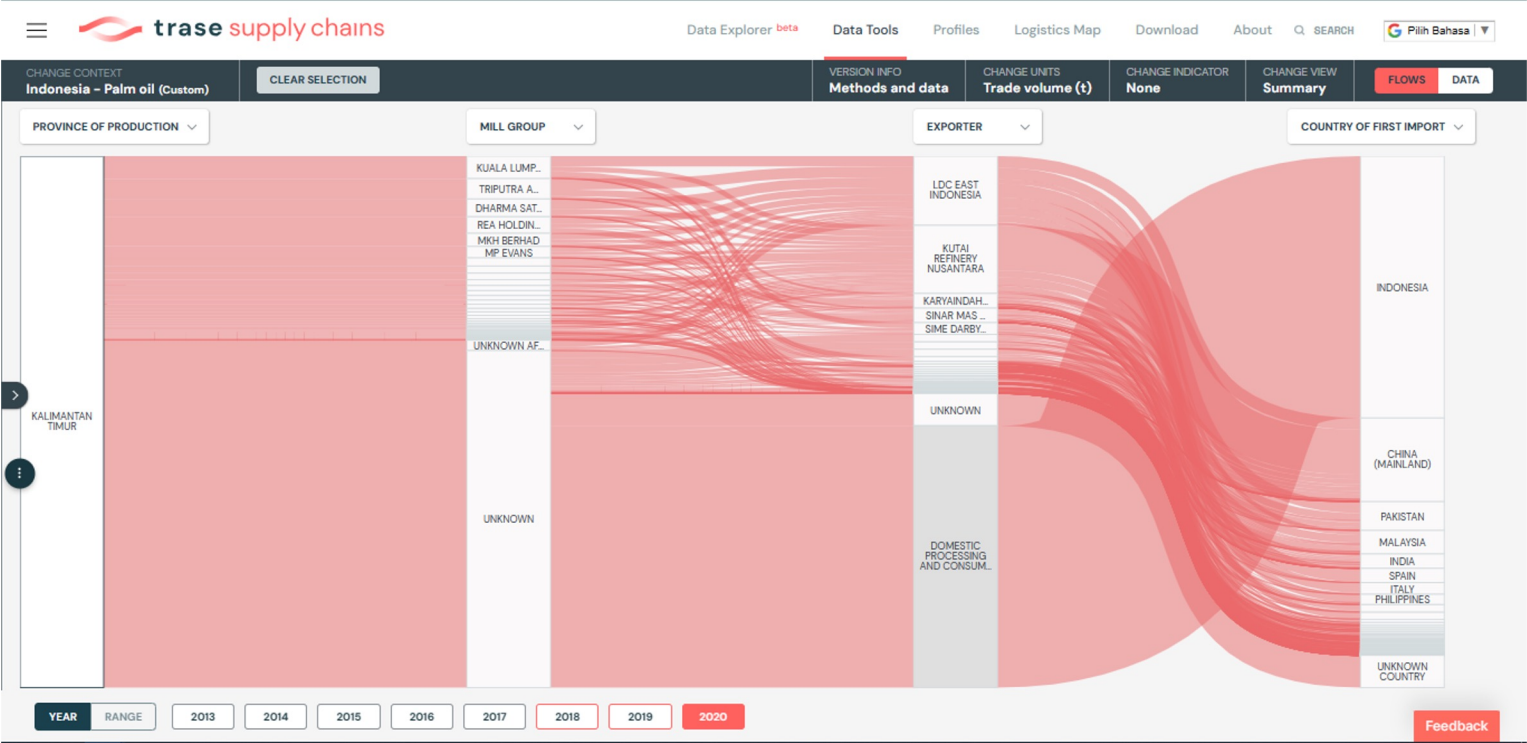 trase supply chains
Data Explorer beta
Data Tools
Profiles
Logistics Map
Download
About
SEARCH
G Pilih Bahasa ▼
CHANGE CONTEXT
Indonesia – Palm oil (Custom)
CLEAR SELECTION
VERSION INFO
Methods and data
CHANGE UNITS
Trade volume (t)
CHANGE INDICATOR
None
CHANGE VIEW
Summary
FLOWS
DATA
PROVINCE OF PRODUCTION
MILL GROUP
EXPORTER
COUNTRY OF FIRST IMPORT
KALIMANTAN
TIMUR
KUALA LUMP...
TRIPUTRA A...
DHARMA SAT...
REA HOLDIN...
MKH BERHAD
MP EVANS
UNKNOWN AF...
UNKNOWN
LDC EAST
INDONESIA
KUTAI
REFINERY
NUSANTARA
KARYAINDAH...
SINAR MAS ...
SIME DARBY...
UNKNOWN
DOMESTIC
PROCESSING
AND CONSUM...
INDONESIA
CHINA
(MAINLAND)
PAKISTAN
MALAYSIA
INDIA
SPAIN
ITALY
PHILIPPINES
UNKNOWN
COUNTRY
YEAR
RANGE
2013
2014
2015
2016
2017
2018
2019
2020
Feedback